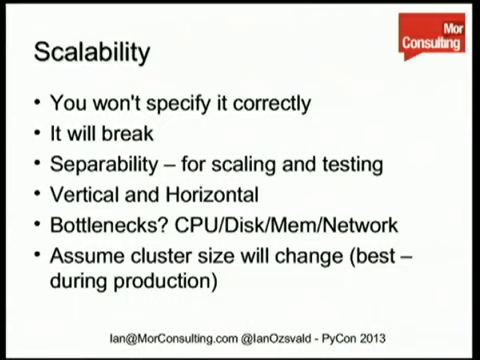 Mor
Consulting
Scalability
• You won't specify it correctly
• It will break
• Separability – for scaling and testing
• Vertical and Horizontal
• Bottlenecks? CPU/Disk/Mem/Network
• Assume cluster size will change (best –
during production)
Ian@MorConsulting.com @IanOzsvald - PyCon 2013